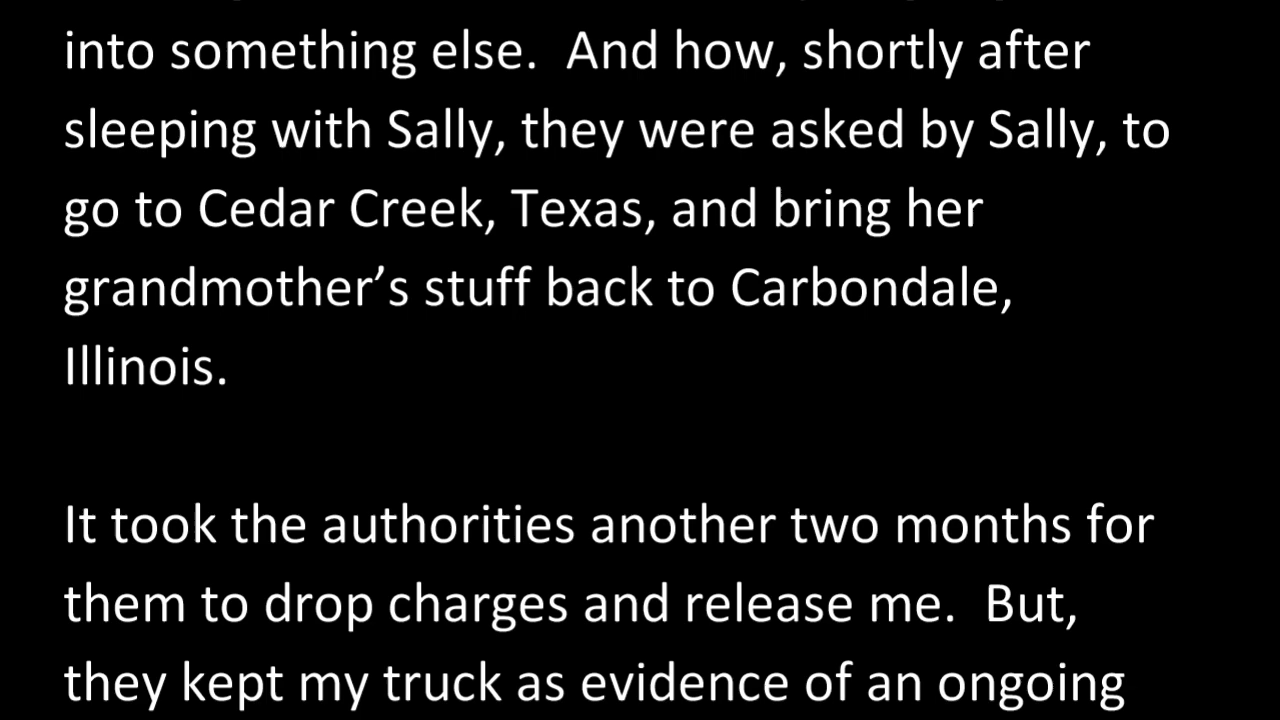 into something else.  And how, shortly after
sleeping with Sally, they were asked by Sally, to
go to Cedar Creek, Texas, and bring her
grandmother’s stuff back to Carbondale,
Illinois.
It took the authorities another two months for
them to drop charges and release me.  But,
they kept my truck as evidence of an ongoing